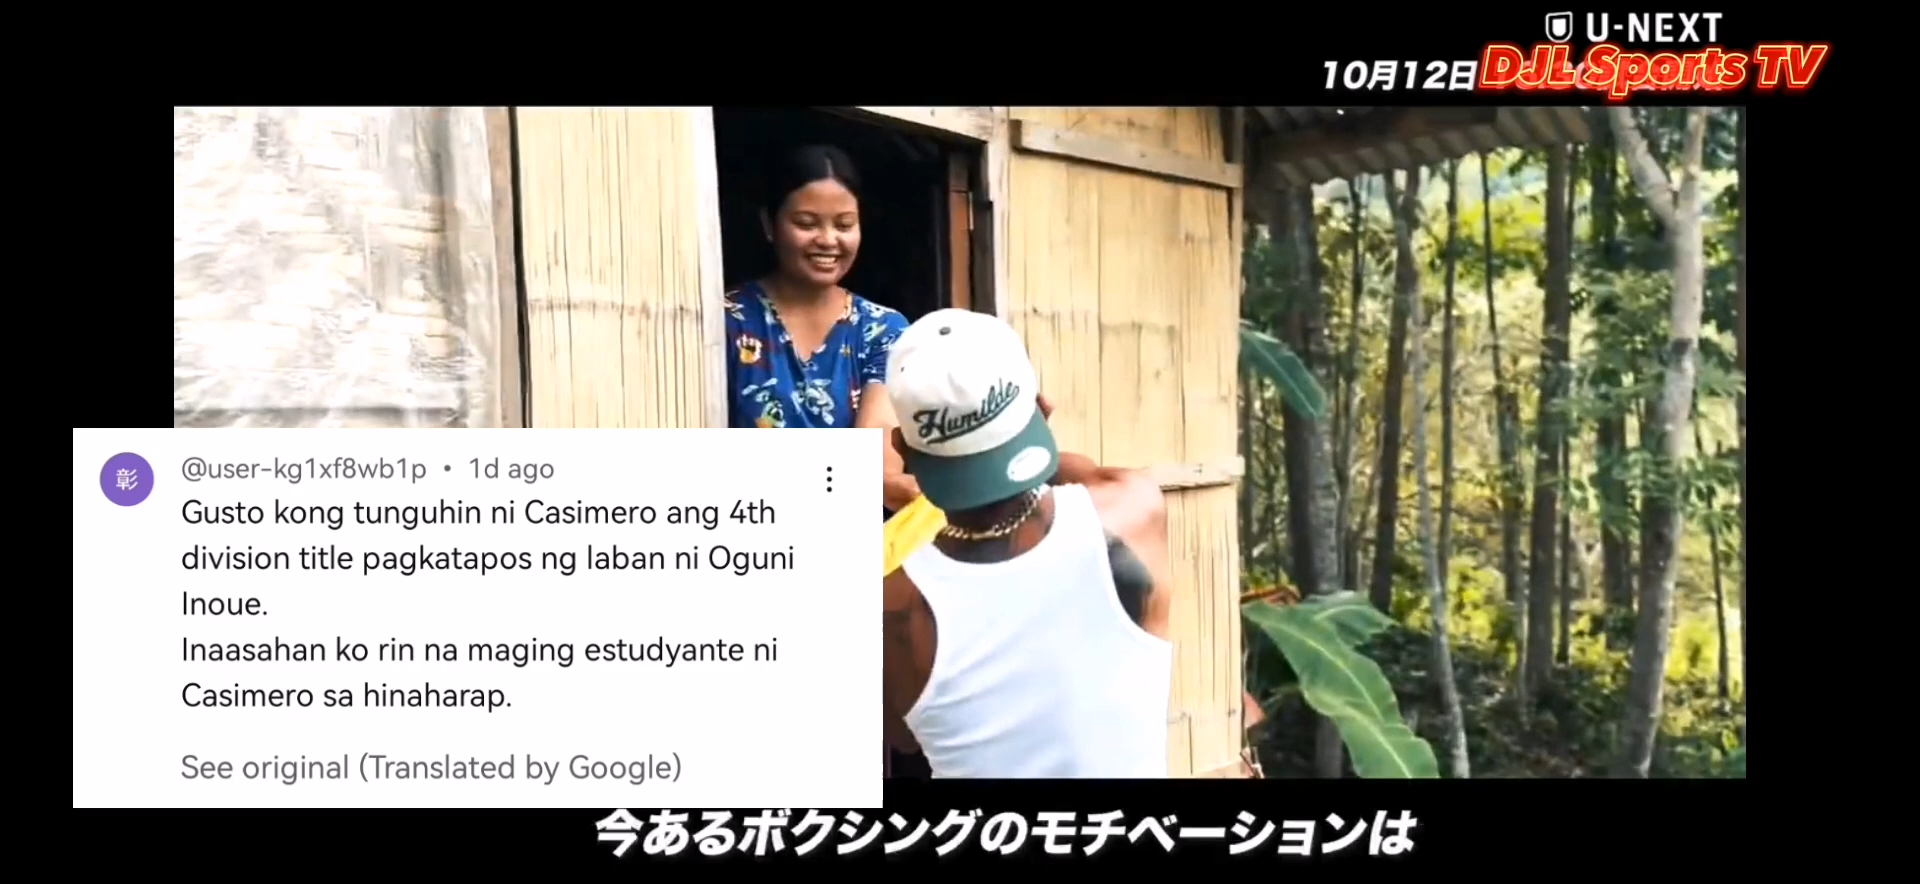 U-NEXT
10月12日
DJL Sports TV
Humilde
彰
@user-kg1xf8wb1p • 1d ago
Gusto kong tunguhin ni Casimero ang 4th
division title pagkatapos ng laban ni Oguni
Inoue.
Inaasahan ko rin na maging estudyante ni
Casimero sa hinaharap.
See original (Translated by Google)
今あるボクシングのモチベーションは